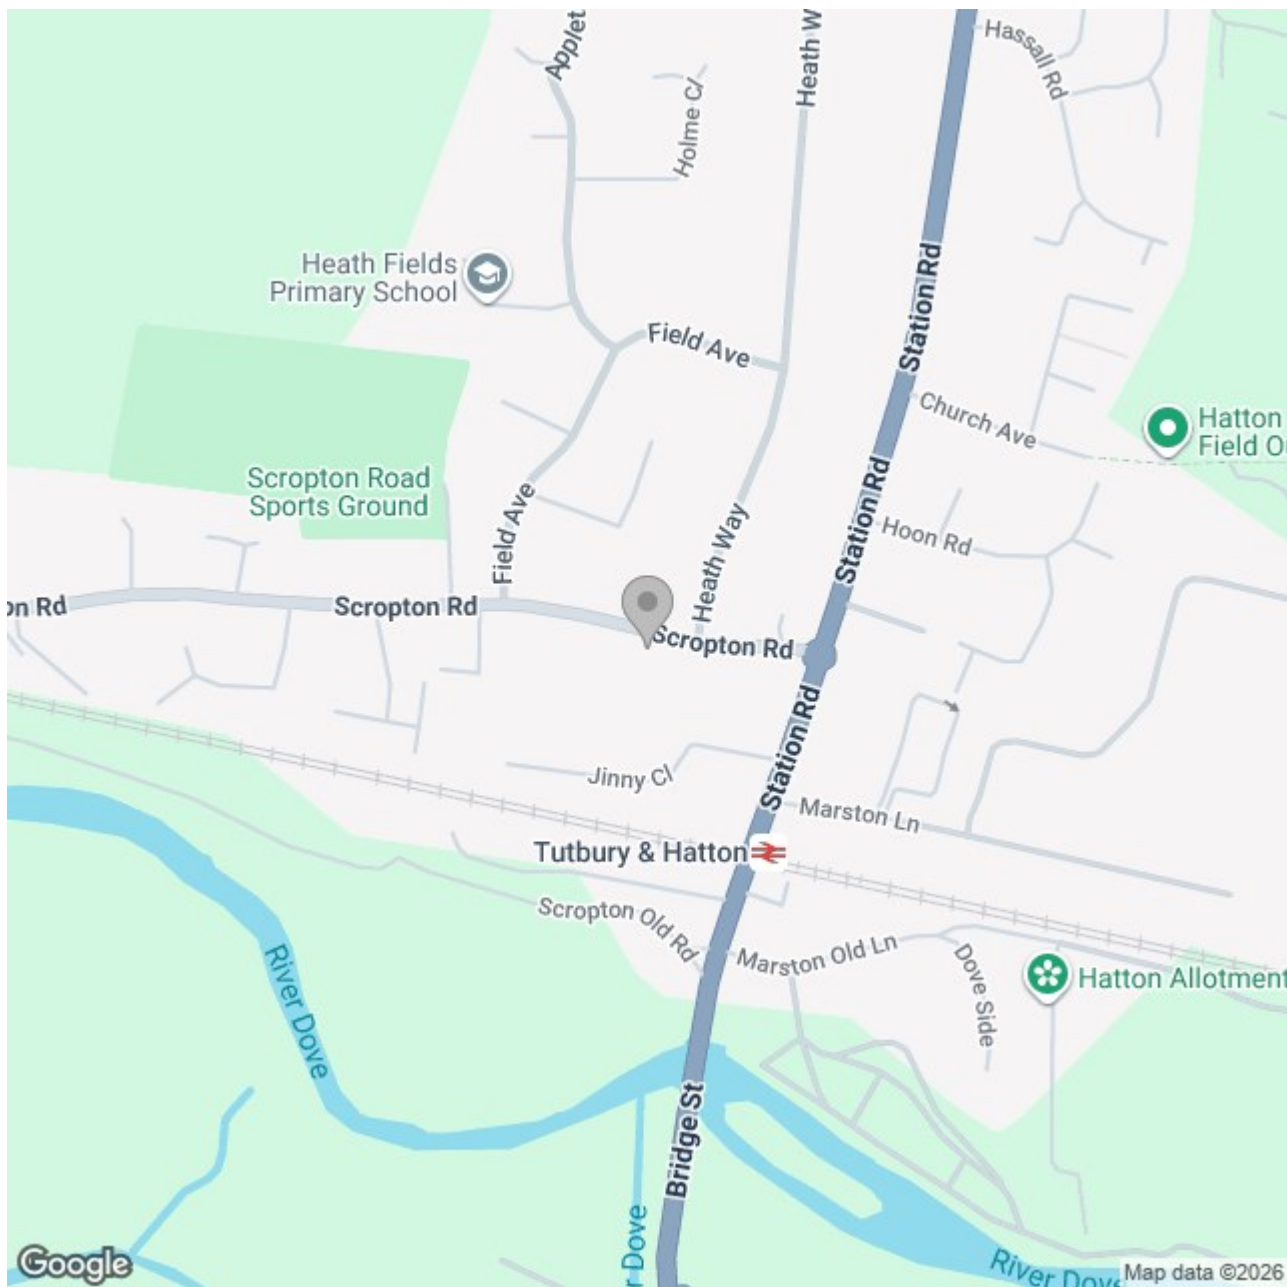 Applet
Holme Cl
Heath W
Hassall Rd
Heath Fields
Primary School
Station Rd
Field Ave
Church Ave
Hatton
Field O
Scropton Road
Sports Ground
Station Rd
Field Ave
Hoon Rd
Heath Way
on Rd
Scropton Rd
Scropton Rd
Station Rd
Jinny Cl
Marston Ln
Tutbury & Hatton
Scropton Old Rd
Marston Old Ln
Dove Side
Hatton Allotment
River Dove
Bridge St
r Dove
River Dove
Google
Map data ©2026